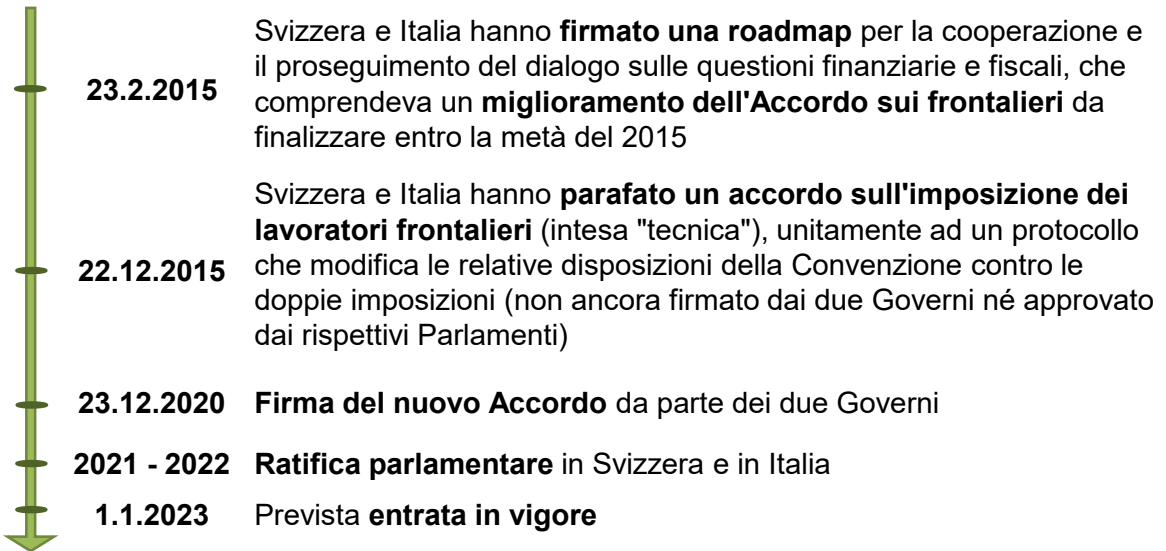 Svizzera e Italia hanno firmato una roadmap per la cooperazione e
il proseguimento del dialogo sulle questioni finanziarie e fiscali, che
23.2.2015
comprendeva un miglioramento dell'Accordo sui frontalieri da
finalizzare entro la metà del 2015
Svizzera e Italia hanno parafato un accordo sull'imposizione dei
lavoratori frontalieri (intesa "tecnica"), unitamente ad un protocollo
22.12.2015 che modifica le relative disposizioni della Convenzione contro le
doppie imposizioni (non ancora firmato dai due Governi né approvato
dai rispettivi Parlamenti)
23.12.2020 Firma del nuovo Accordo da parte dei due Governi
2021 - 2022 Ratifica parlamentare in Svizzera e in Italia
1.1.2023 Prevista entrata in vigore